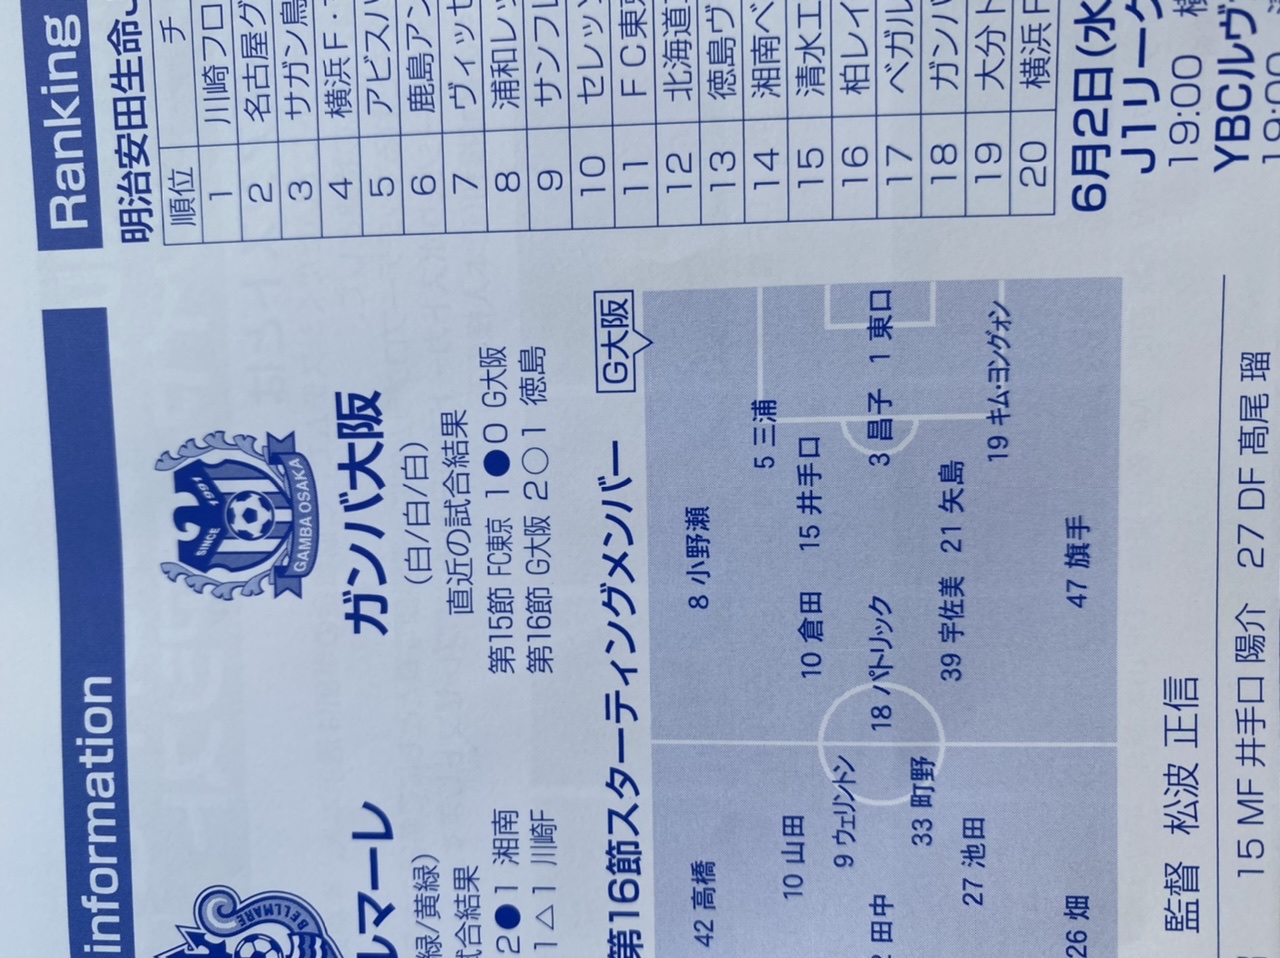 information
ルマーレ
緑/黄緑)
試合結果
2●1 湘南
1△1 川崎F
BELLMARE
SINCE 1991
GAMBA OSAKA
ガンバ大阪
(白/白/白)
直近の試合結果
第15節 FC東京 1●0 G大阪
第16節 G大阪 2○1 徳島
第16節スターティングメンバー
G大阪
42 高橋
8 小野瀬
5 三浦
10 山田
10 倉田
15 井手口
9 ウェリントン
田中
18 パトリック
3 昌子
1 東口
33 町野
27 池田
39 宇佐美
21 矢島
19 キム・ヨングォン
26 畑
47 旗手
監督 松波 正信
15 MF 井手口 陽介 27 DF 髙尾 瑠
Ranking
明治安田生命
順位 チ
1 川崎フロ
2 名古屋グ
3 サガン鳥
4 横浜F・
5 アビスパ
6 鹿島アン
7 ヴィッセ
8 浦和レッ
9 サンフレ
10 セレッソ
11 FC東京
12 北海道
13 徳島ヴ
14 湘南ベ
15 清水エ
16 柏レイ
17 ベガル
18 ガンバ
19 大分ト
20 横浜F
6月2日(水
J1リーグ
19:00 横
YBCルヴ
19:00